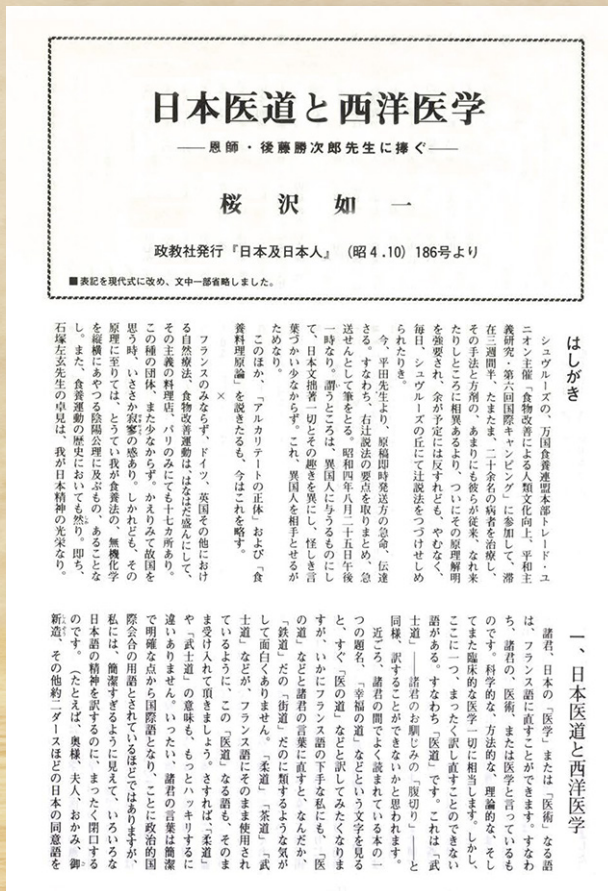 日本医道と西洋医学
――恩師・後藤勝次郎先生に捧ぐ――
桜沢如一
政教社発行『日本及日本人』（昭4.10）186号より
■表記を現代式に改め、文中一部省略しました。
はしがき
シュヴルーズの、万国食養連盟本部トレード・ユ
ニオン主催「食物改善による人類文化向上、平和主
義研究・第六回国際キャンピング」に参加して、滞
在三週間半、たまたま、二十余名の病者を治療し、
その手法と方剤の、あまりにも彼らが従来、なれ来
たりしところに相異あるより、ついにその原理解明
を強要され、余が予定には反すれども、やむなく、
毎日、シュヴルーズの丘にて辻説法をつづけせしめ
られたりき。
今、平田先生より、原稿即時発送方の急命、伝達
さる。すなわち、右辻説法の要点を取りまとめ、急
送せんとして筆をとる。昭和四年八月二十五日午後
一時なり。謂うところは、異国人に与うるものにし
て、日本文拙著一切とその趣きを異にし、怪しき言
葉づかい少なからず。これ、異国人を相手とせるが
ためなり。
このほか、「アルカリテートの正体」および「食
養料理原論」を説きたるも、今はこれを略す。
×
フランスのみならず、ドイツ、英国その他におけ
る自然療法、食物改善運動は、はなはだ盛んにして、
その主義の料理店、パリのみにても十七カ所あり。
この種の団体、また少なからず。かえりみて故国を
思う時、いささか寂寥の感あり。しかれども、その
原理に至りては、とうてい我が食養法の、無機化学
を縦横にあやつる陰陽公理に及ぶもの、あることな
し。また、食養運動の歴史においても然り。即ち、
石塚左玄先生の卓見は、我が日本精神の光栄なり。
一、日本医道と西洋医学
諸君、日本の「医学」または「医術」なる語
は、フランス語に直すことができます。すなわ
ち、諸君の、医術、または医学と言っているも
のです。科学的な、方法的な、理論的な、そし
てまた臨床的な医学一切に相当します。しかし、
ここに一つ、まったく訳し直すことのできない
語がある。すなわち「医道」です。これは「武
士道」――諸君のお馴じみの「腹切り」――と
同様、訳することができないかと思われます。
近ごろ、諸君の間でよく読まれている本の一
つの題名、「幸福の道」などという文字を見る
と、すぐ「医の道」などと訳してみたくなりま
すが、いかにフランス語の下手な私にも、「医
の道」などと諸君の言葉に直すと、なんだか、
「鉄道」だの「街道」だのに類するような気が
して面白くありません。「柔道」「茶道」「武
士道」などが、フランス語にそのまま使用され
ているように、この「医道」なる語も、そのま
ま受け入れて頂きましょう。さすれば、「柔道」
や「武士道」の意味も、もっとハッキリするに
違いありません。いったい、諸君の言葉は簡潔
で明確な点から国際語となり、ことに政治的国
際会合の用語とされているほどではありますが、
私には、簡潔すぎるように見えて、いろいろな
日本語の精神を訳するのに、まったく閉口する
のです。（たとえば、奥様、夫人、おかみ、御
新造、その他約二ダースほどの日本の同意語を